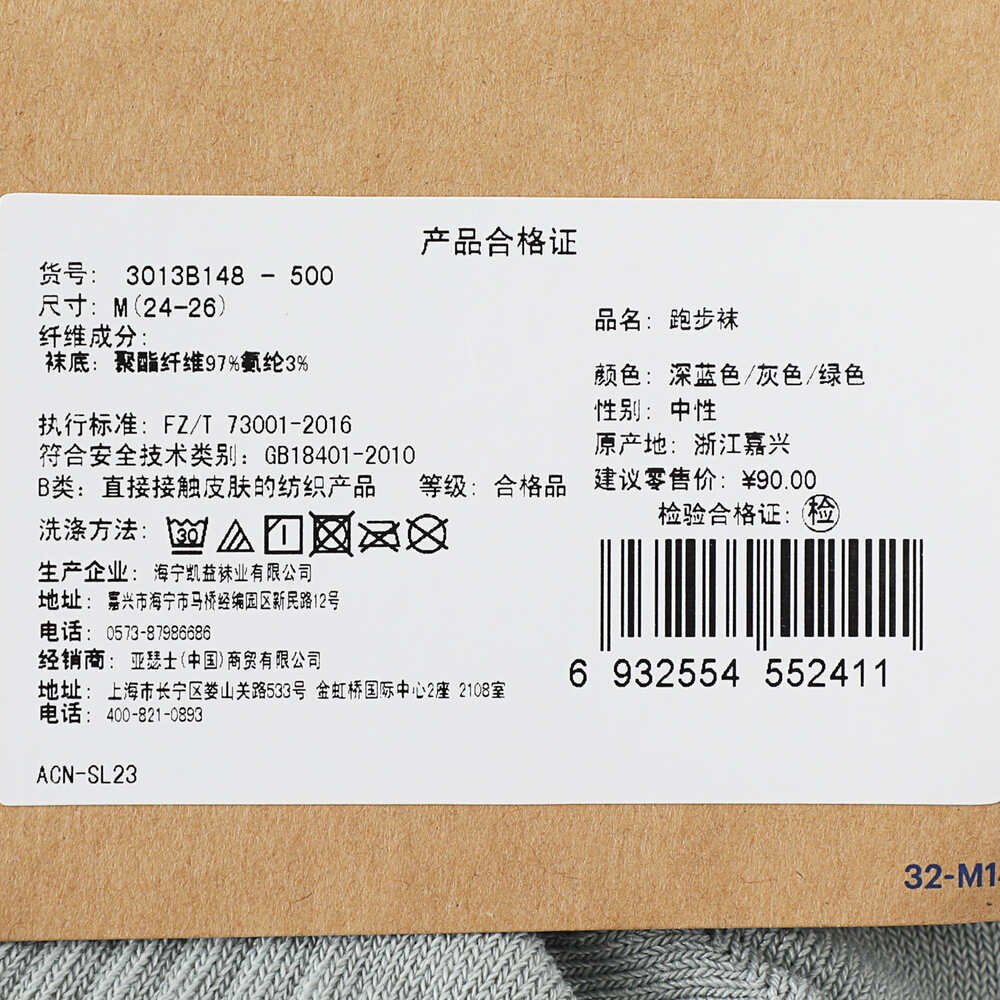 产品合格证
货号: 3013B148 - 500
尺寸: M(24-26)
纤维成分:
袜底: 聚酯纤维97%氨纶3%
执行标准: FZ/T 73001-2016
符合安全技术类别: GB18401-2010
B类: 直接接触皮肤的纺织产品 等级: 合格品
洗涤方法: 30
生产企业: 海宁凯益袜业有限公司
地址: 嘉兴市海宁市马桥经编园区新民路12号
电话: 0573-87986686
经销商: 亚瑟士(中国)商贸有限公司
地址: 上海市长宁区娄山关路533号 金虹桥国际中心2座 2108室
电话: 400-821-0893
ACN-SL23
品名: 跑步袜
颜色: 深蓝色/灰色/绿色
性别: 中性
原产地: 浙江嘉兴
建议零售价: ¥90.00
检验合格证: 检
6 932554 552411
32-M1